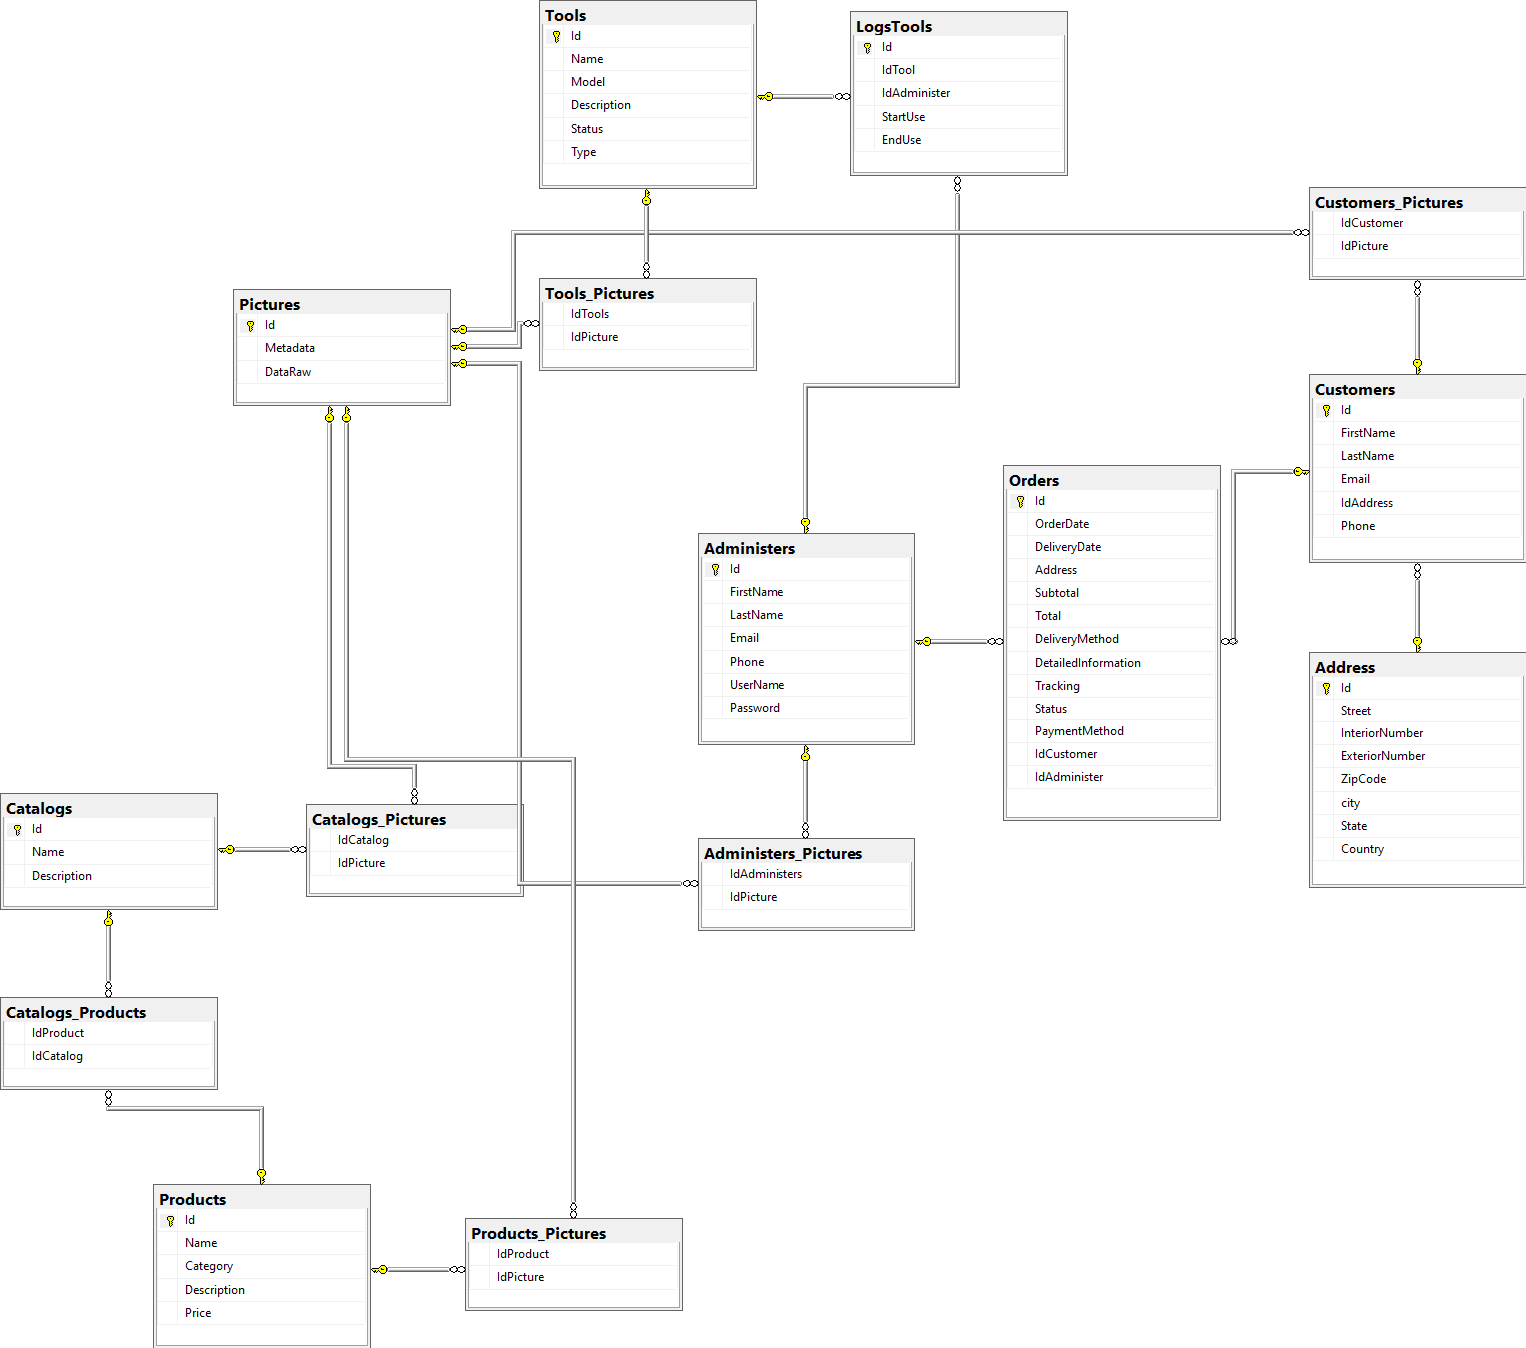 Tools
Id
Name
Model
Description
Status
Type
LogsTools
Id
IdTool
IdAdminister
StartUse
EndUse
Customers_Pictures
IdCustomer
IdPicture
Tools_Pictures
IdTools
IdPicture
Pictures
Id
Metadata
DataRaw
Customers
Id
FirstName
LastName
Email
IdAddress
Phone
Orders
Id
OrderDate
DeliveryDate
Address
Subtotal
Total
DeliveryMethod
DetailedInformation
Tracking
Status
PaymentMethod
IdCustomer
IdAdminister
Administers
Id
FirstName
LastName
Email
Phone
UserName
Password
Address
Id
Street
InteriorNumber
ExteriorNumber
ZipCode
city
State
Country
Catalogs
Id
Name
Description
Catalogs_Pictures
IdCatalog
IdPicture
Administers_Pictures
IdAdministers
IdPicture
Catalogs_Products
IdProduct
IdCatalog
Products
Id
Name
Category
Description
Price
Products_Pictures
IdProduct
IdPicture